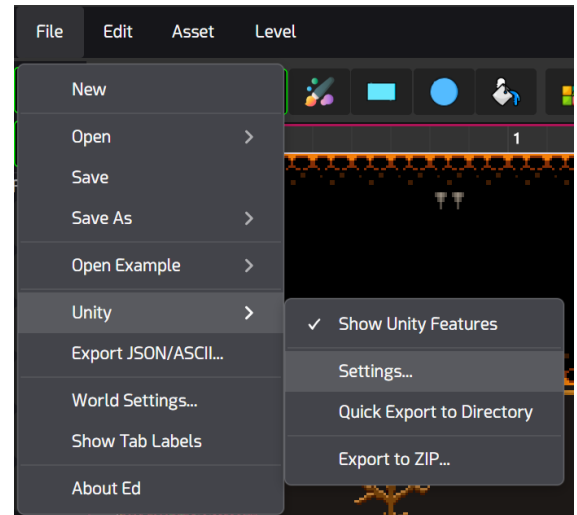 File Edit Asset Level
New
1
Open
Save
Save As
Open Example
Unity
Show Unity Features
Export JSON/ASCII...
Settings...
World Settings...
Quick Export to Directory
Show Tab Labels
Export to ZIP...
About Ed